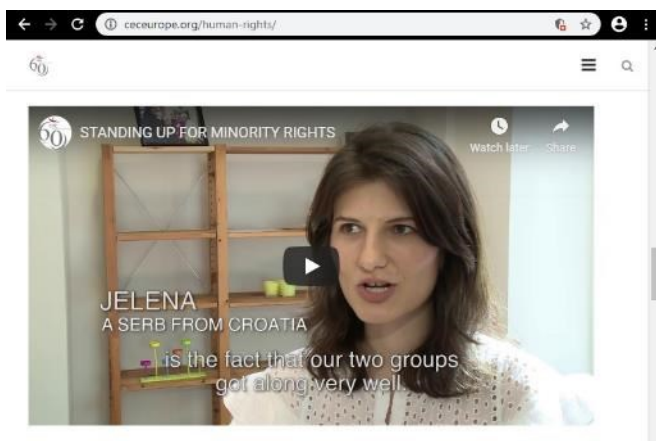 ceceurope.org/human-rights/
60
60
STANDING UP FOR MINORITY RIGHTS
Watch later
Share
JELENA
A SERB FROM CROATIA
is the fact that our two groups
got along very well.